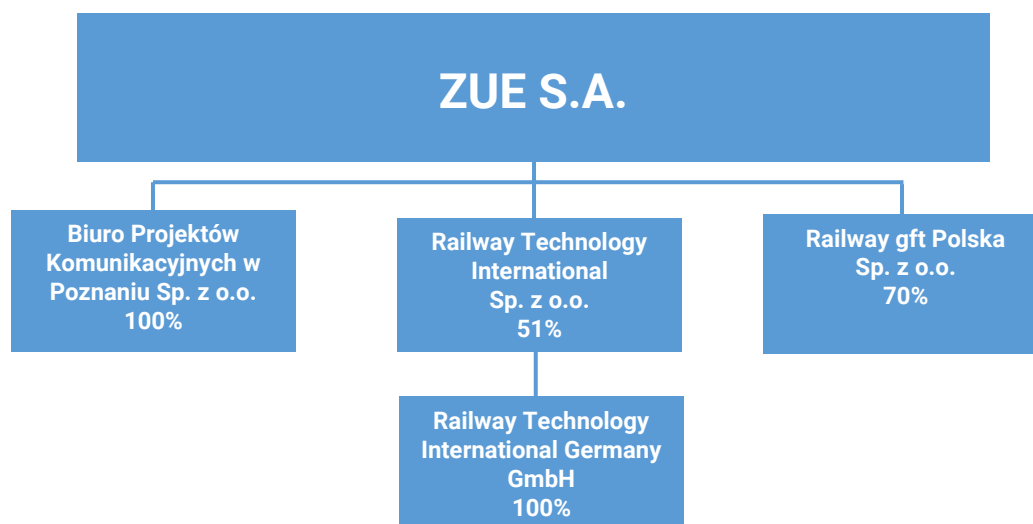 ZUE S.A.
Biuro Projektów
Komunikacyjnych w
Poznaniu Sp. z o.o.
100%
Railway Technology
International
Sp. z o.o.
51%
Railway gft Polska
Sp. z o.o.
70%
Railway Technology
International Germany
GmbH
100%